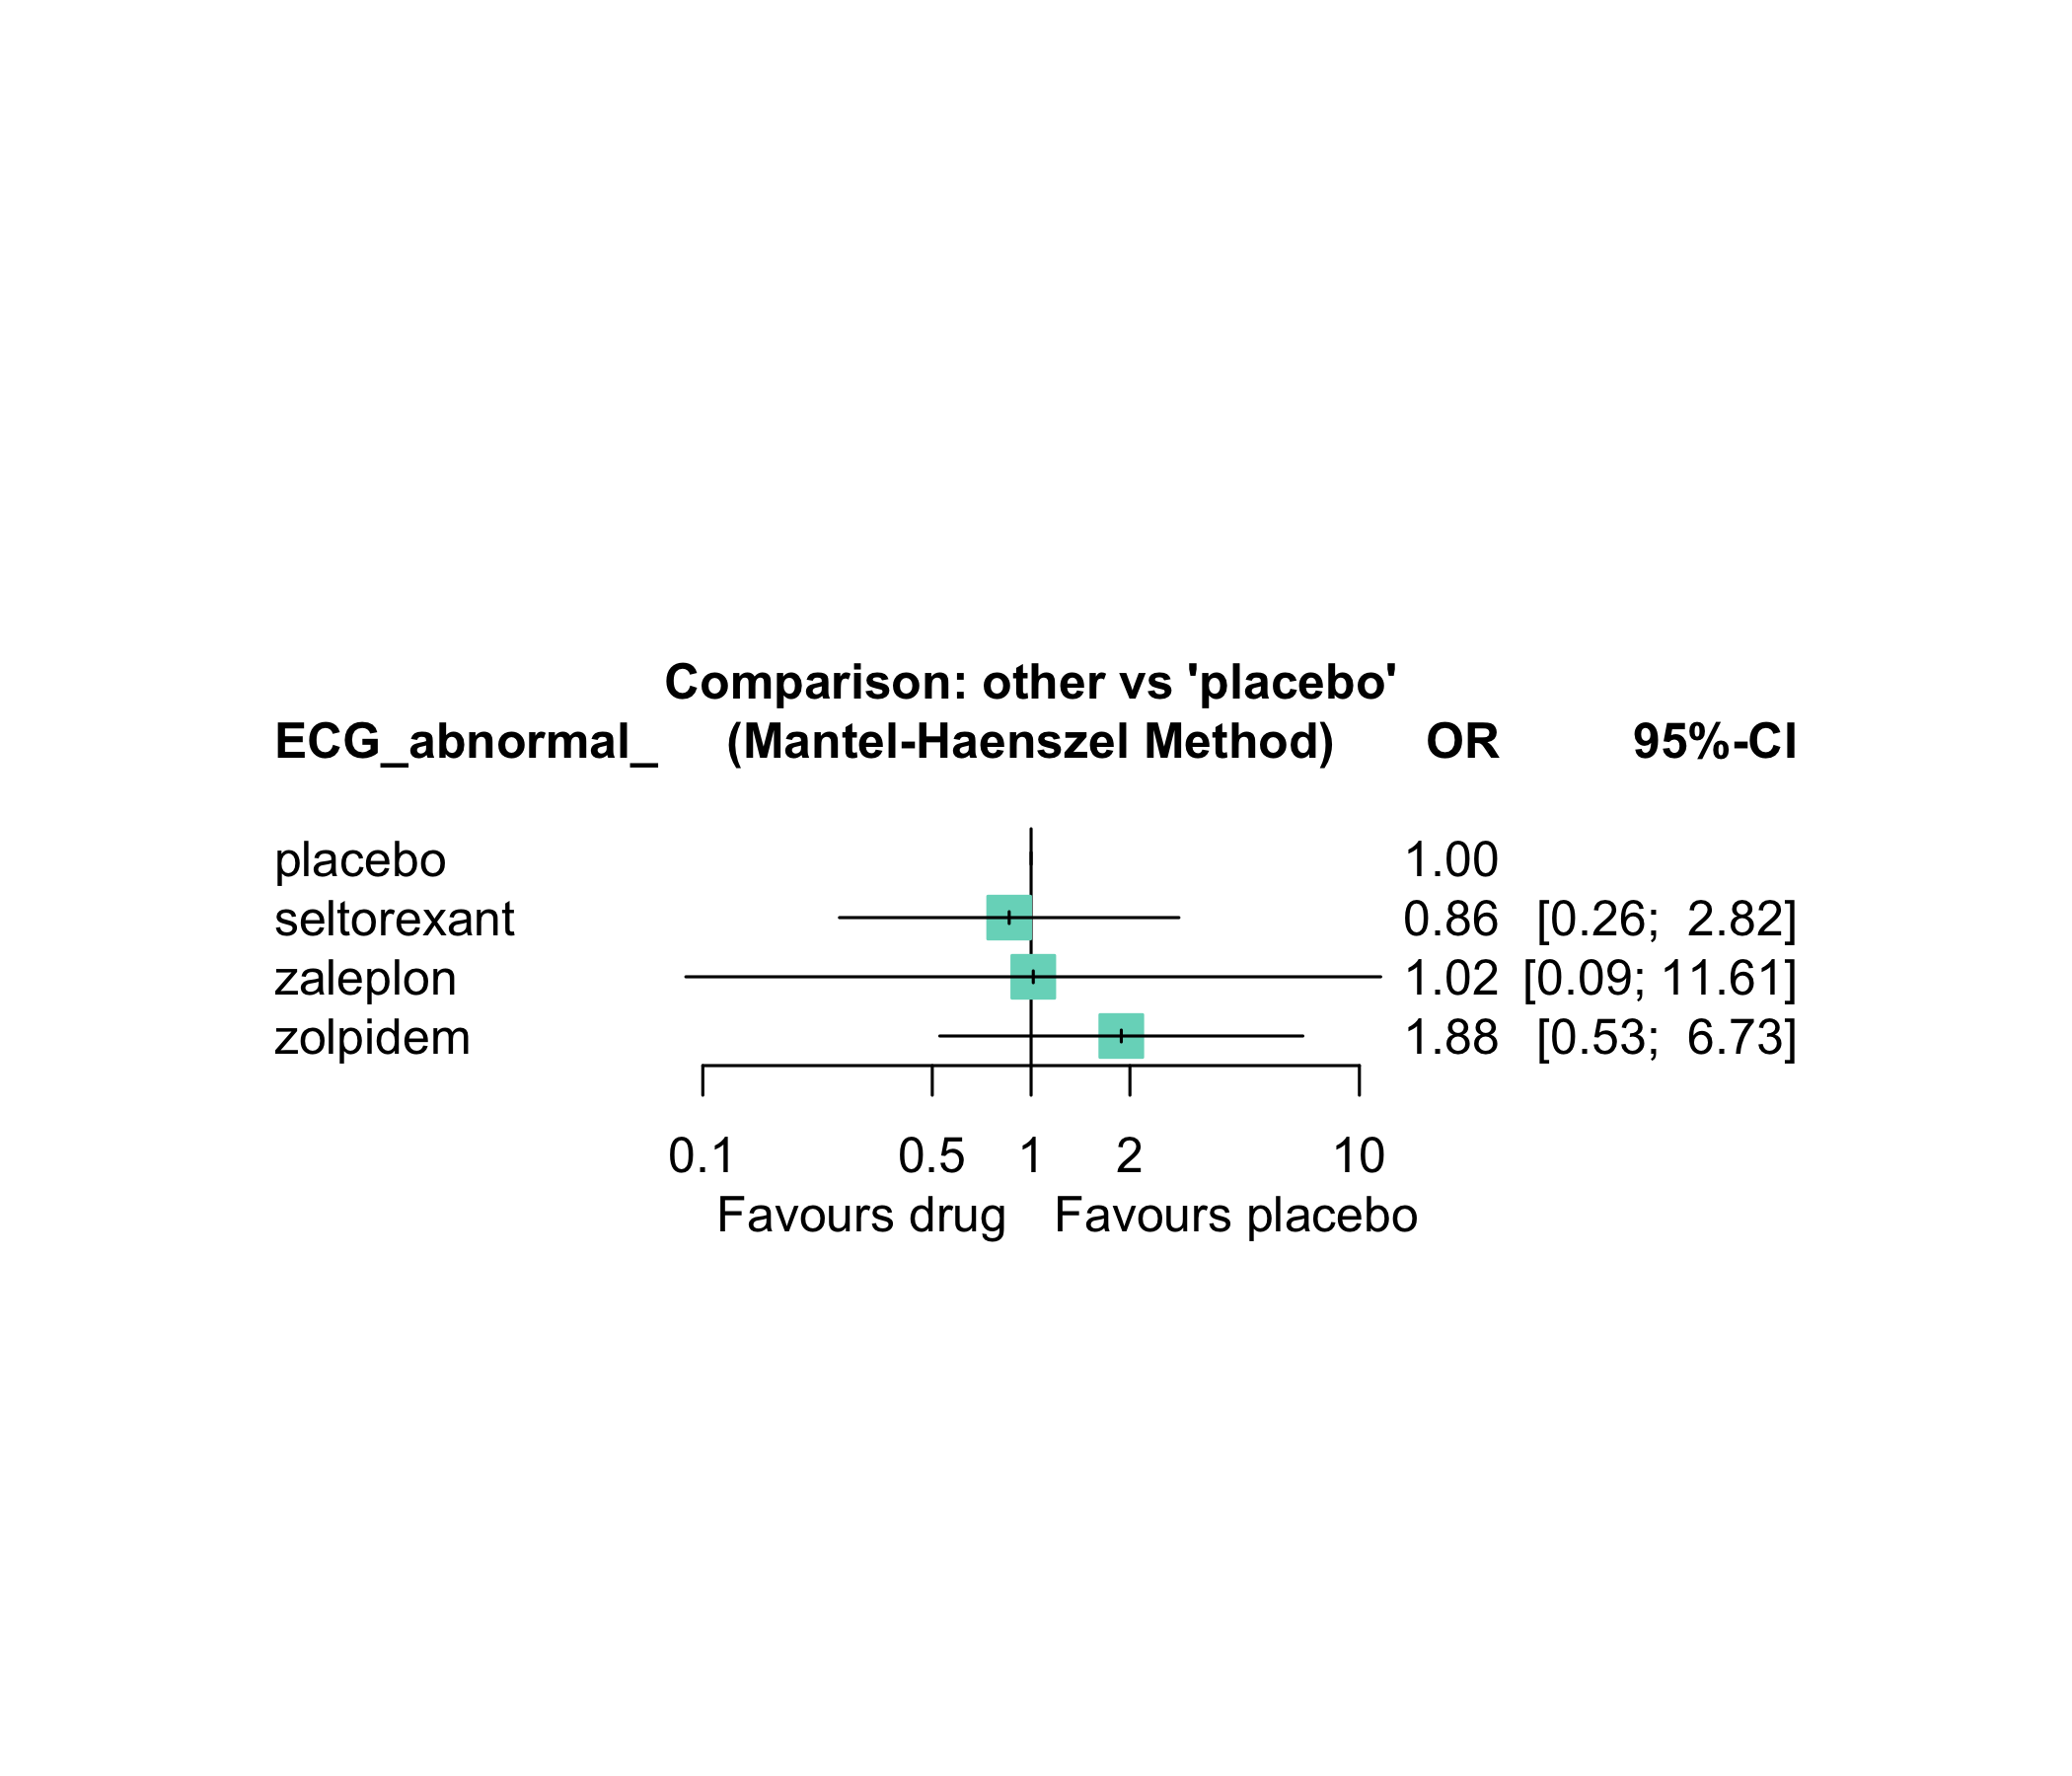 Comparison: other vs 'placebo'
ECG_abnormal_ (Mantel-Haenszel Method) OR 95%-CI
placebo 1.00
seltorexant 0.86 [0.26; 2.82]
zaleplon 1.02 [0.09; 11.61]
zolpidem 1.88 [0.53; 6.73]
0.1 0.5 1 2 10
Favours drug Favours placebo